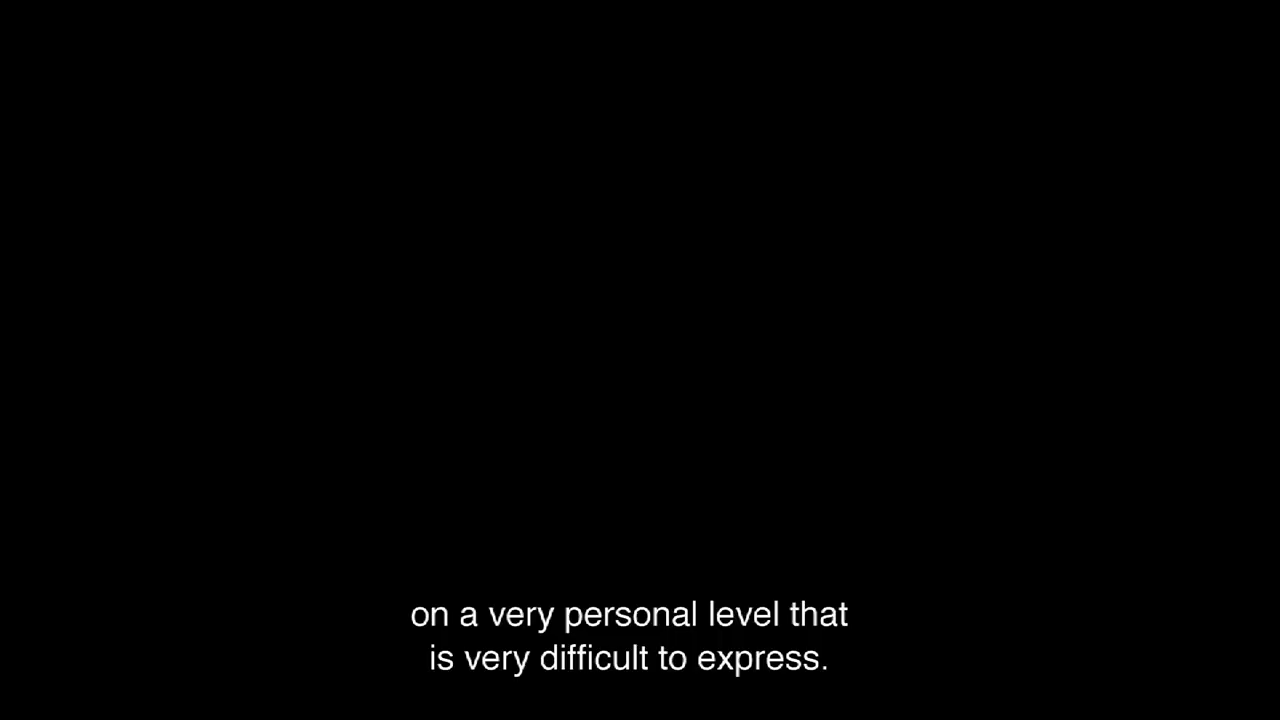 on a very personal level that
is very difficult to express.